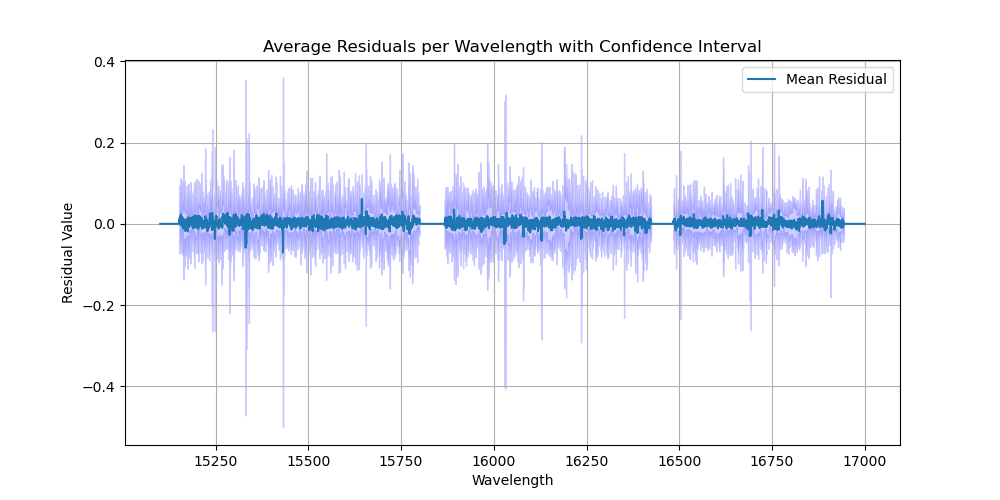 Average Residuals per Wavelength with Confidence Interval
Mean Residual
0.4
0.2
0.0
−0.2
−0.4
Residual Value
15250 15500 15750 16000 16250 16500 16750 17000
Wavelength